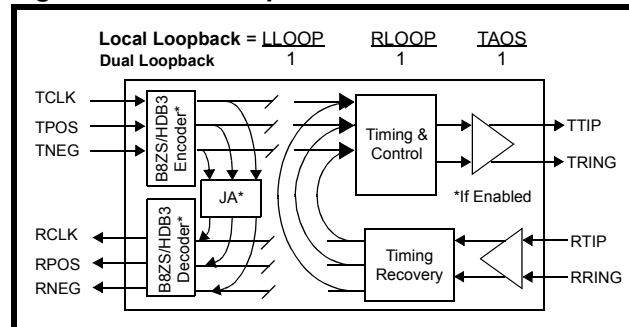 Local Loopback = LLOOP RLOOP TAOS
Dual Loopback 1 1 1
TCLK
TPOS
TNEG
B8ZS/HDB3
Encoder*
Timing &
Control
TTIP
TRING
JA*
*If Enabled
RCLK
RPOS
RNEG
B8ZS/HDB3
Decoder*
Timing
Recovery
RTIP
RRING